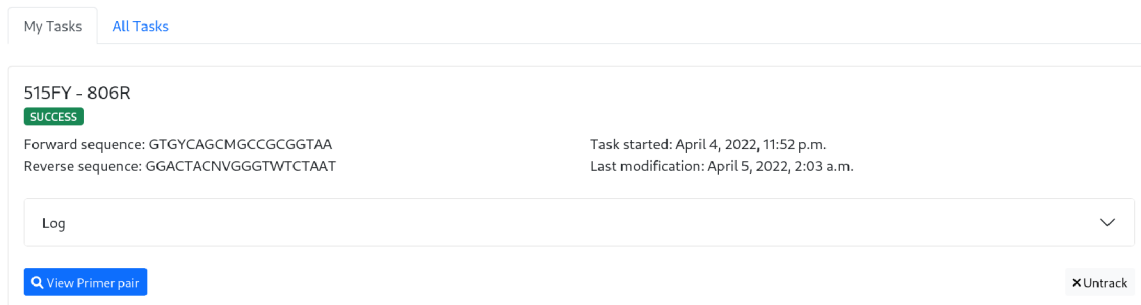 My Tasks All Tasks
515FY - 806R
SUCCESS
Forward sequence: GTGYCAGCMGCCGCGGTAA Task started: April 4, 2022, 11:52 p.m.
Reverse sequence: GGACTACNVGGGTWTCTAAT Last modification: April 5, 2022, 2:03 a.m.
Log
View Primer pair Untrack